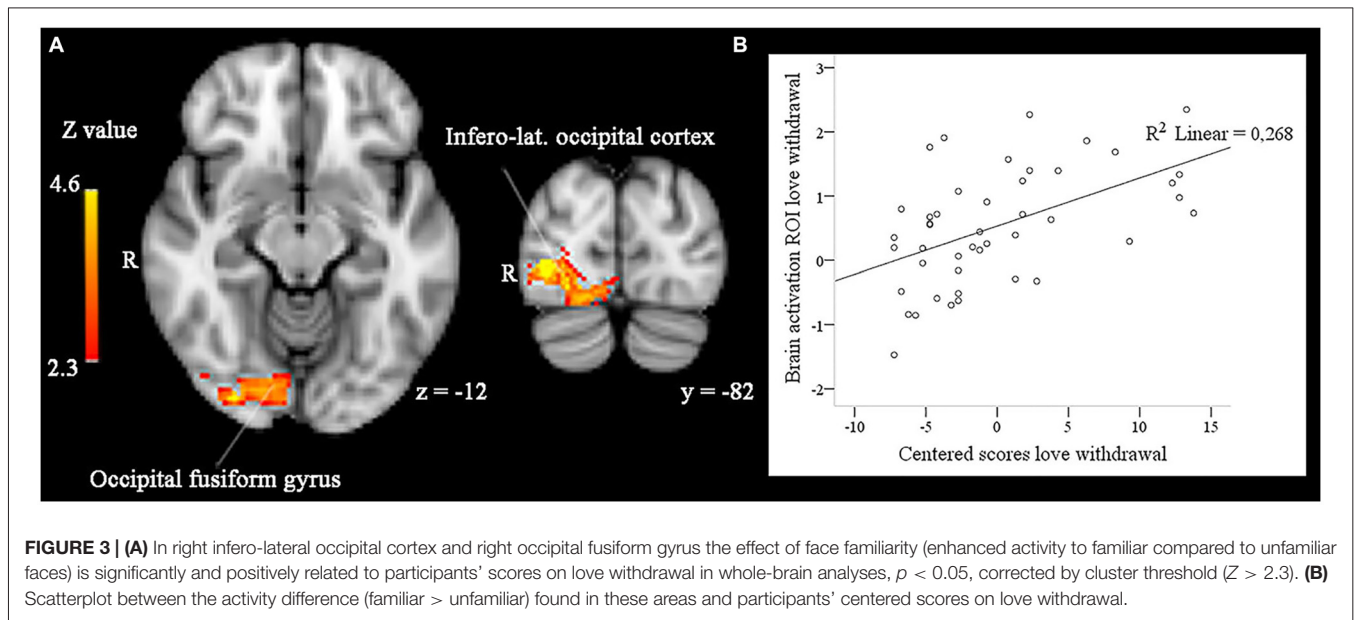 A
Z value
4.6
2.3
R
z = -12
Occipital fusiform gyrus
Infero-lat. occipital cortex
R
y = -82
B
Brain activation ROI love withdrawal
3
2
1
0
-1
-2
R² Linear = 0,268
-10 -5 0 5 10 15
Centered scores love withdrawal
FIGURE 3 | (A) In right infero-lateral occipital cortex and right occipital fusiform gyrus the effect of face familiarity (enhanced activity to familiar compared to unfamiliar
faces) is significantly and positively related to participants' scores on love withdrawal in whole-brain analyses, p < 0.05, corrected by cluster threshold (Z > 2.3). (B)
Scatterplot between the activity difference (familiar > unfamiliar) found in these areas and participants' centered scores on love withdrawal.